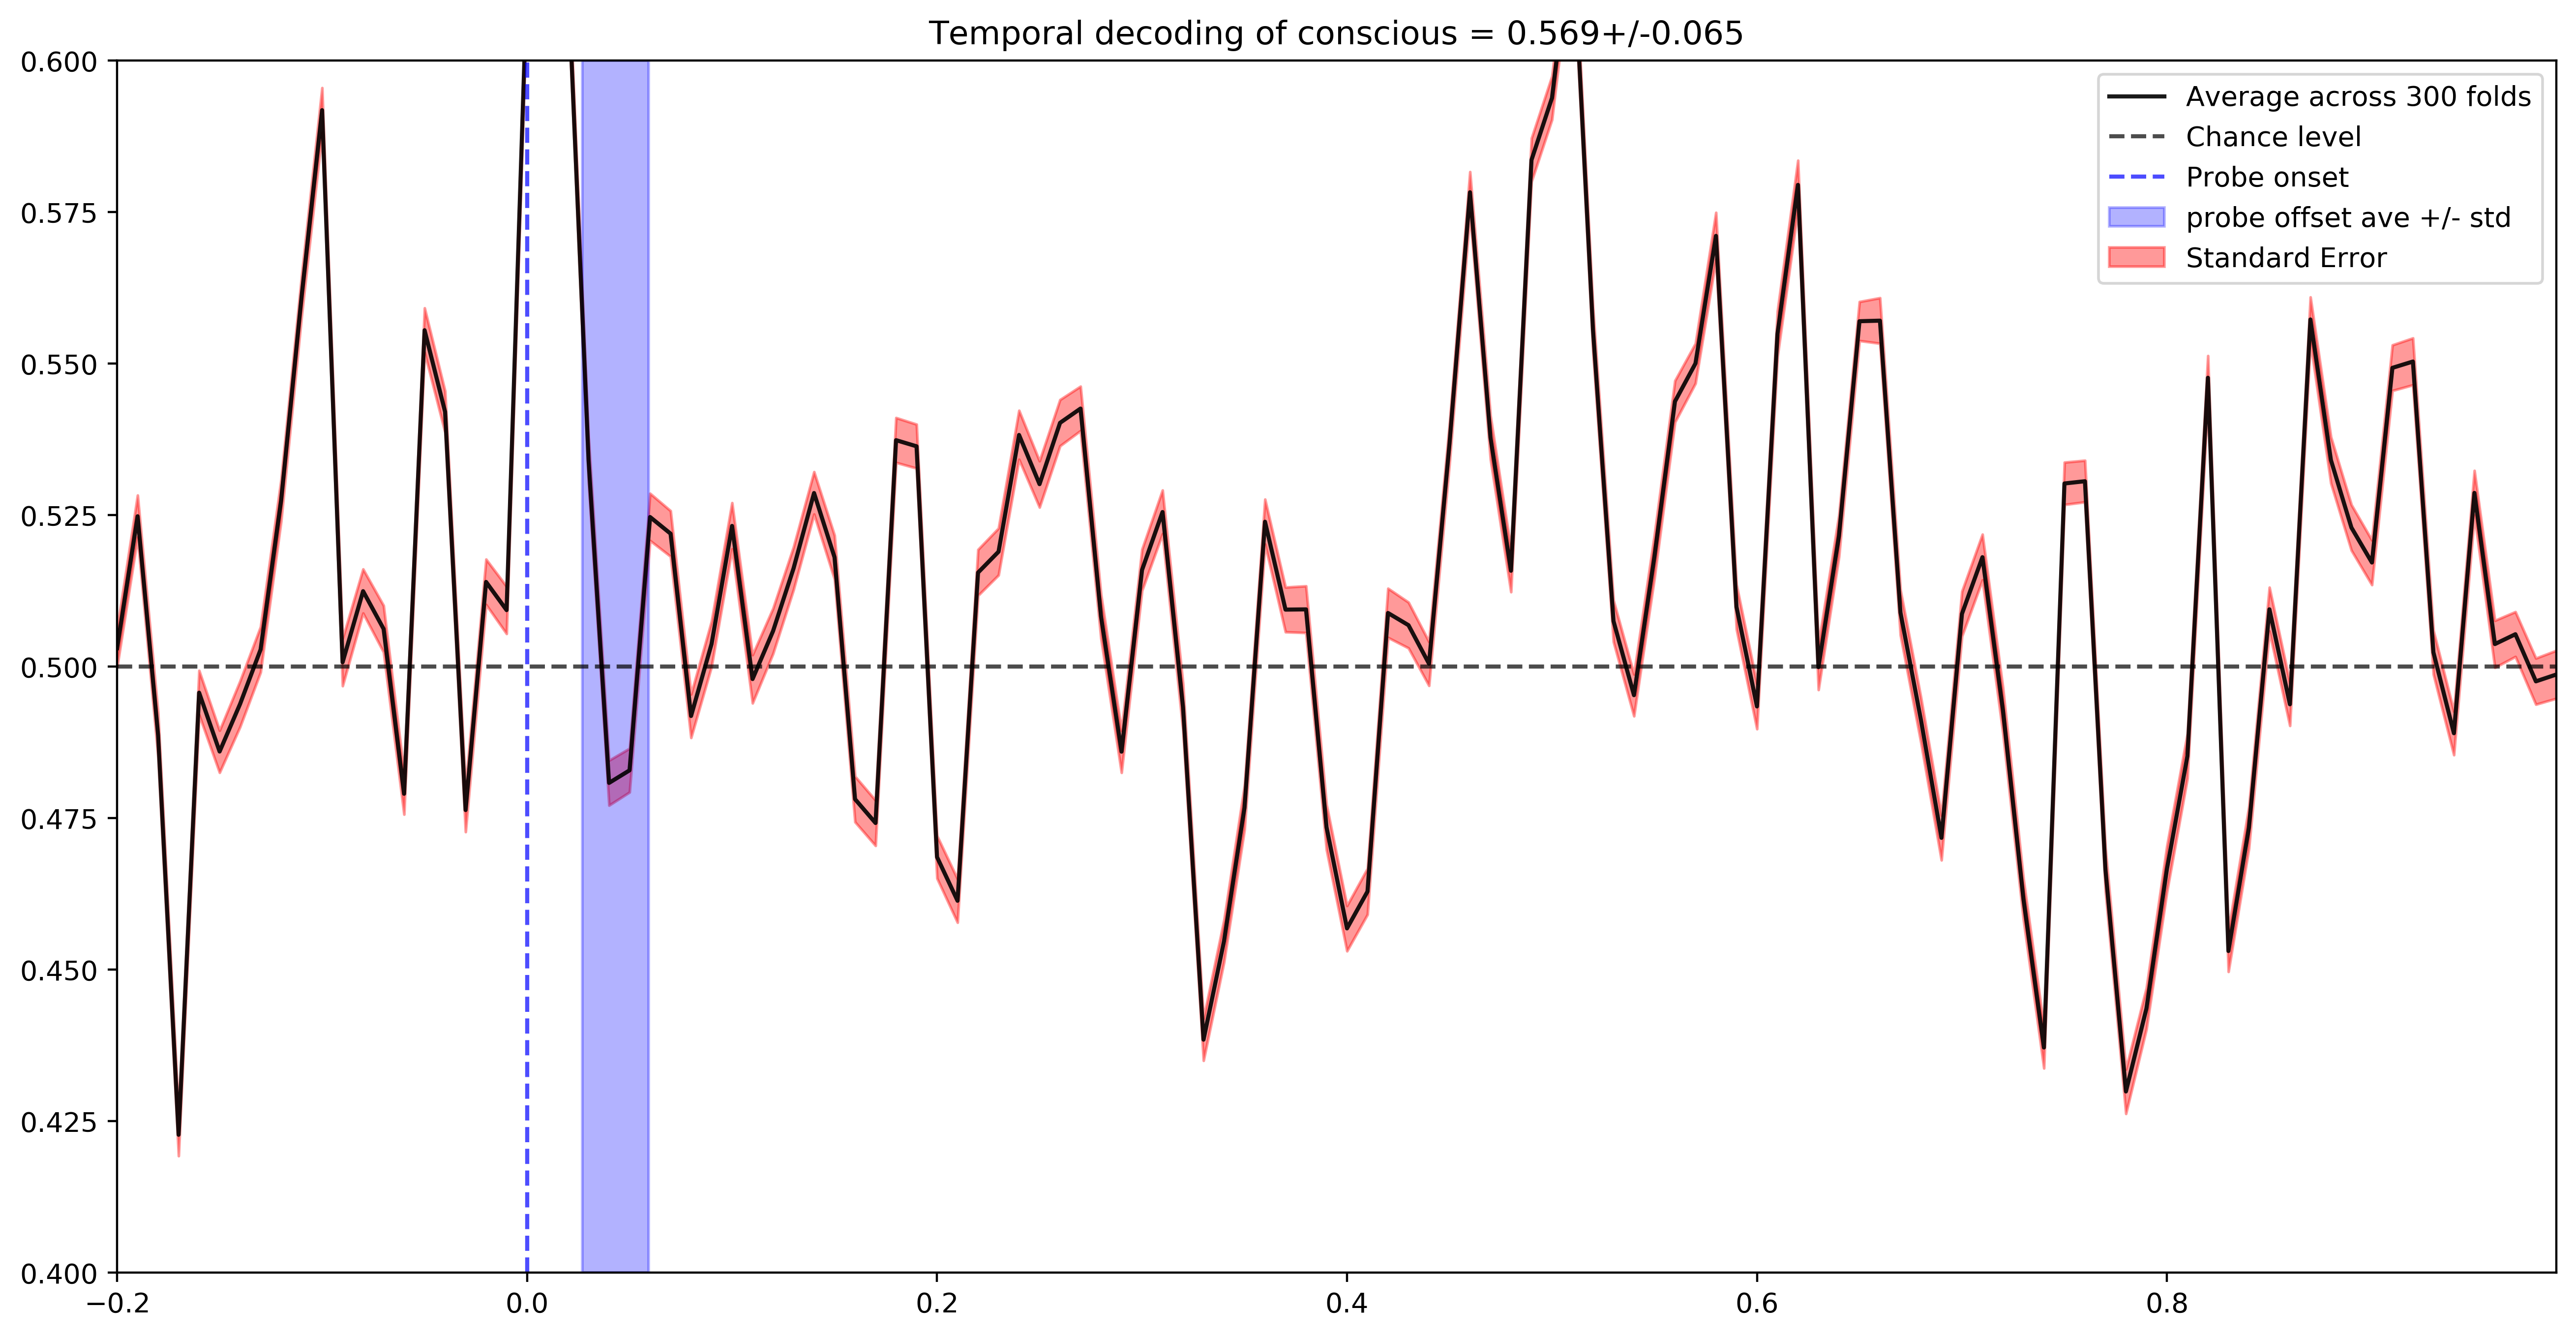 Temporal decoding of conscious = 0.569+/-0.065
0.600
0.575
0.550
0.525
0.500
0.475
0.450
0.425
0.400
Average across 300 folds
Chance level
Probe onset
probe offset ave +/- std
Standard Error
−0.2
0.0
0.2
0.4
0.6
0.8